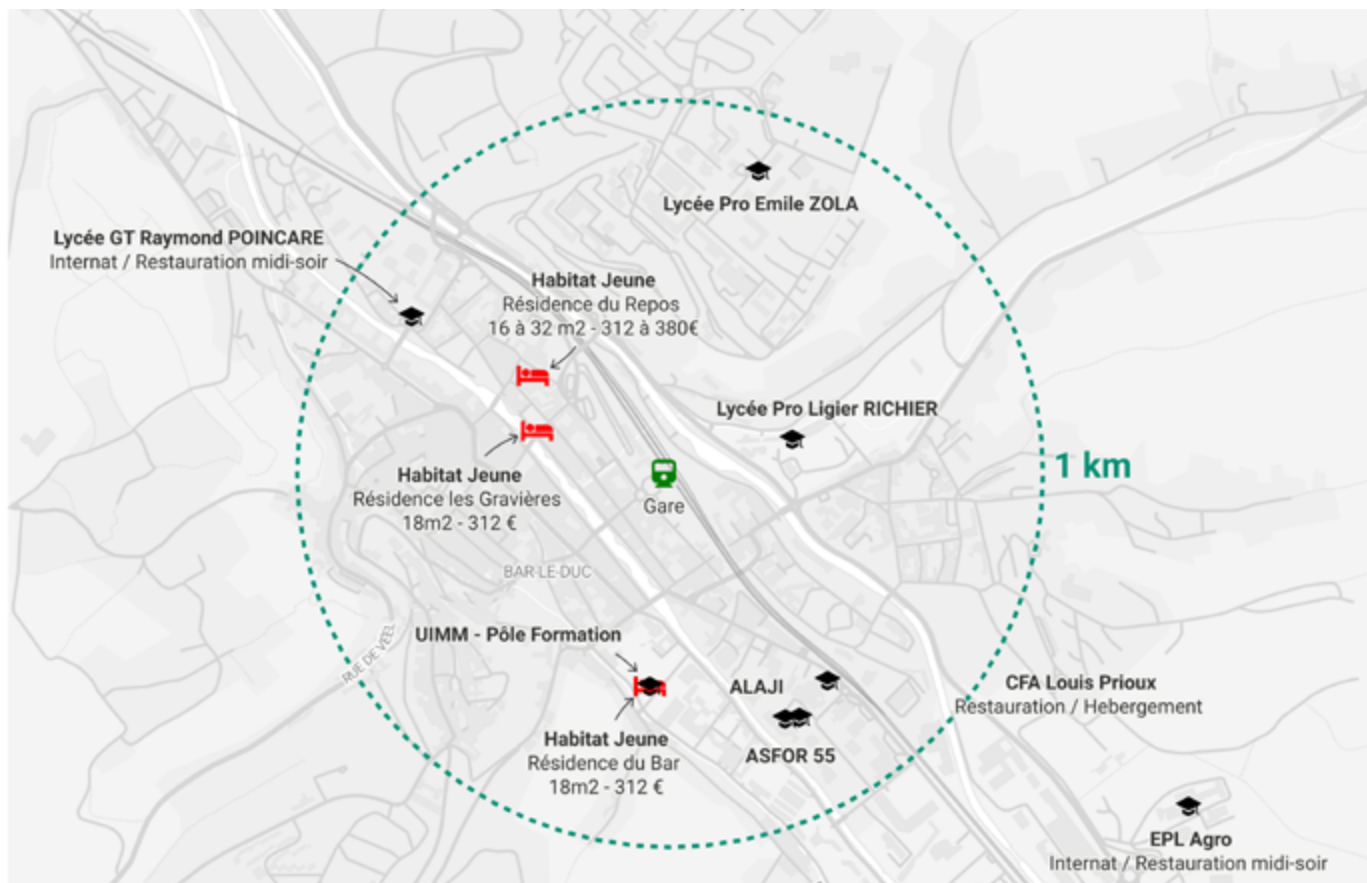 Lycée Pro Emile ZOLA
Lycée GT Raymond POINCARE
Internat / Restauration midi-soir
Habitat Jeune
Résidence du Repos
16 à 32 m2 - 312 à 380€
Lycée Pro Ligier RICHIER
1 km
Habitat Jeune
Résidence les Gravières
18m2 - 312 €
Gare
BAR-LE-DUC
UIMM - Pôle Formation
RUE DE VEEL
ALAJI
CFA Louis Prioux
Restauration / Hebergement
Habitat Jeune
Résidence du Bar
18m2 - 312 €
ASFOR 55
EPL Agro
Internat / Restauration midi-soir